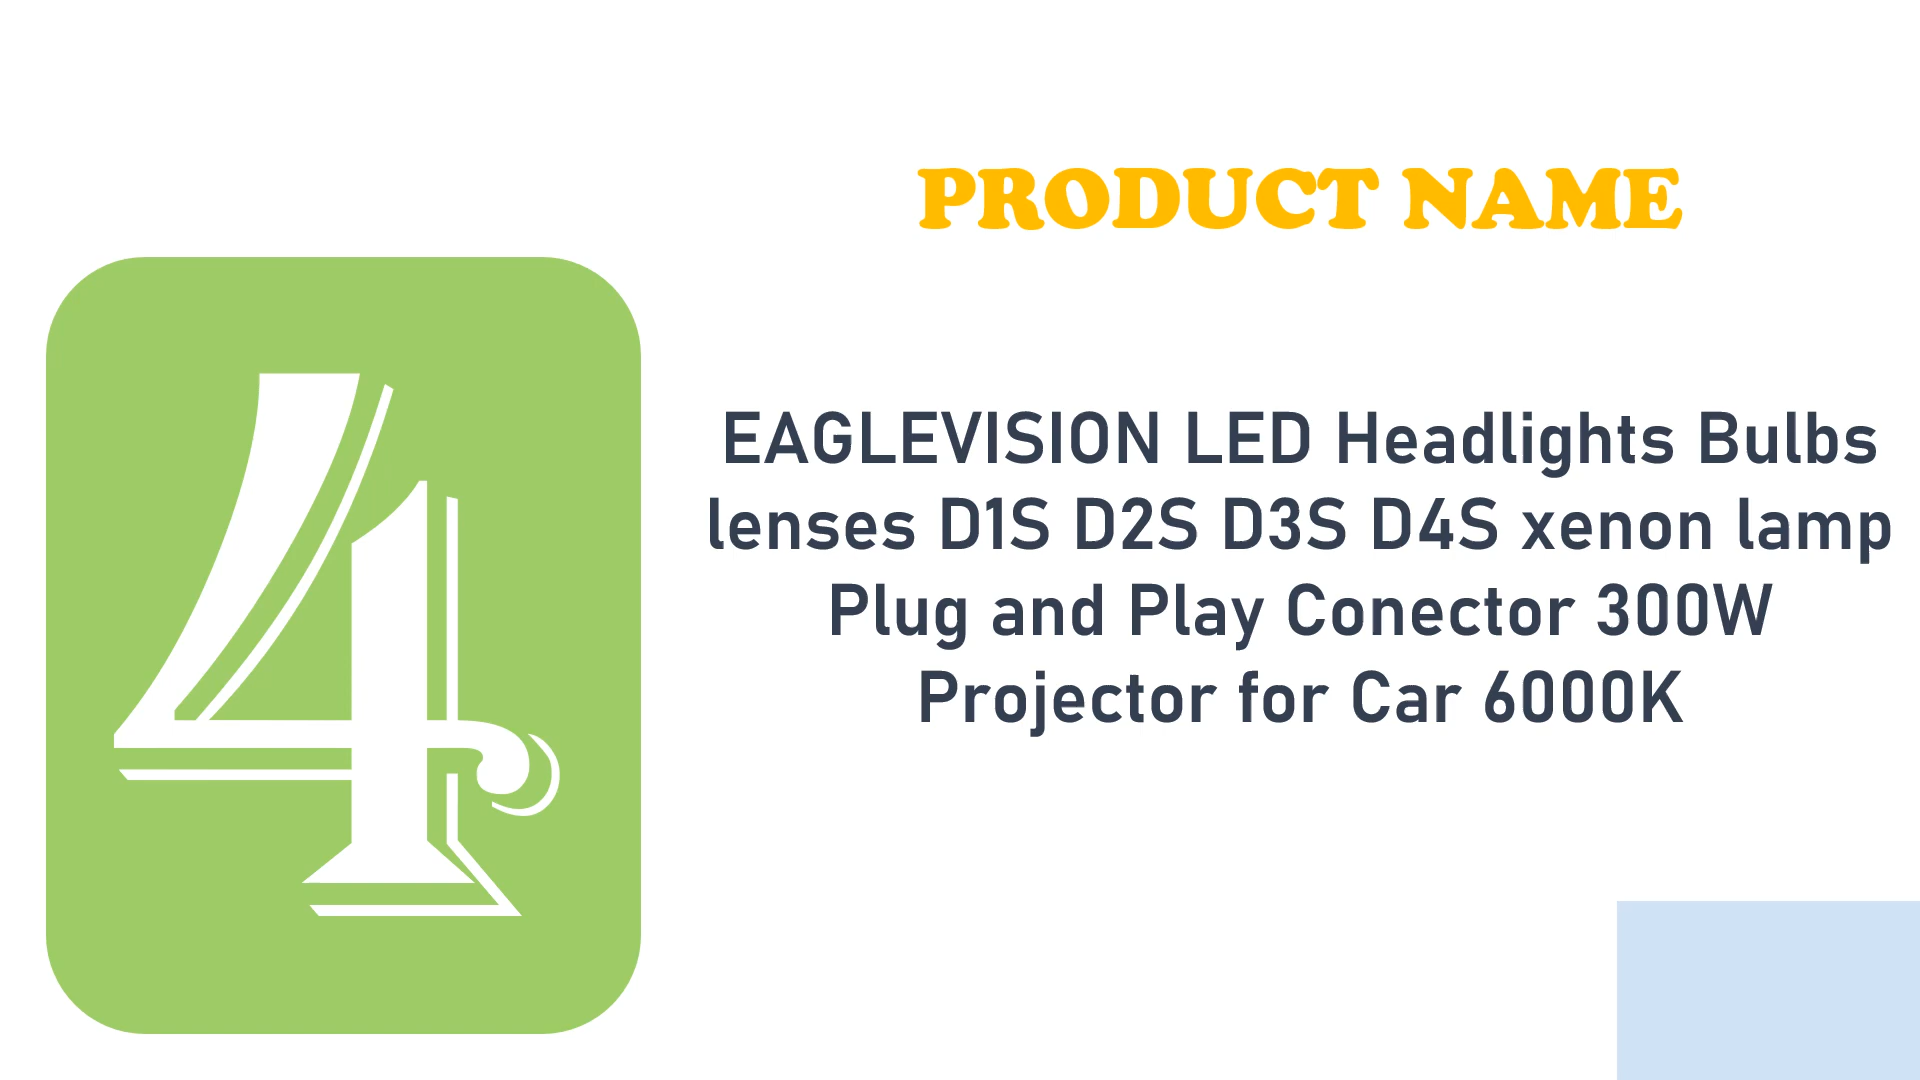 4
PRODUCT NAME
EAGLEVISION LED Headlights Bulbs
lenses D1S D2S D3S D4S xenon lamp
Plug and Play Conector 300W
Projector for Car 6000K